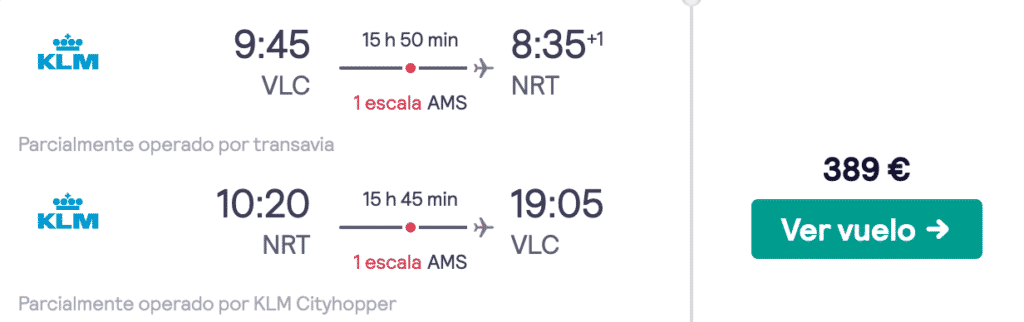 KLM
9:45
15 h 50 min
8:35+1
VLC
1 escala AMS
NRT
Parcialmente operado por transavia
KLM
10:20
15 h 45 min
19:05
NRT
1 escala AMS
VLC
Parcialmente operado por KLM Cityhopper
389 €
Ver vuelo →